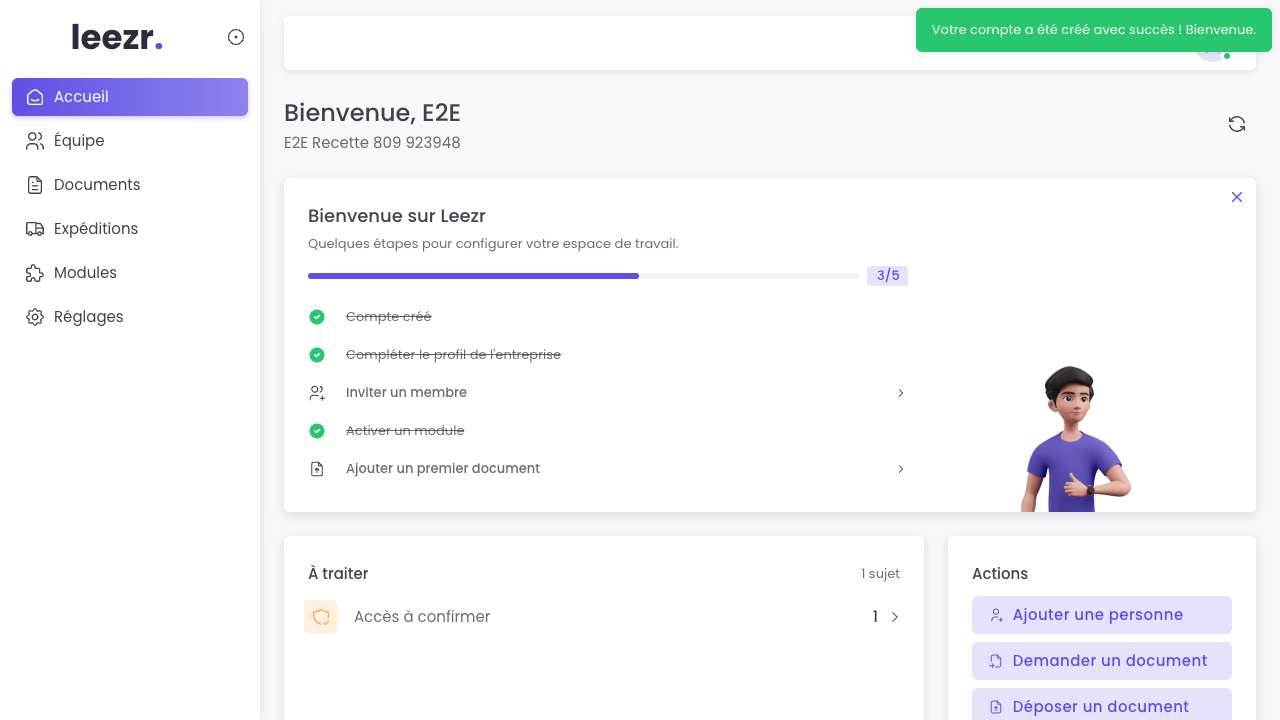 leezr.
Votre compte a été créé avec succès ! Bienvenue.
Accueil
Équipe
Documents
Expéditions
Modules
Réglages
Bienvenue, E2E
E2E Recette 809 923948
Bienvenue sur Leezr
Quelques étapes pour configurer votre espace de travail.
3/5
Compte créé
Compléter le profil de l'entreprise
Inviter un membre
Activer un module
Ajouter un premier document
À traiter
1 sujet
Accès à confirmer
1
Actions
Ajouter une personne
Demander un document
Déposer un document